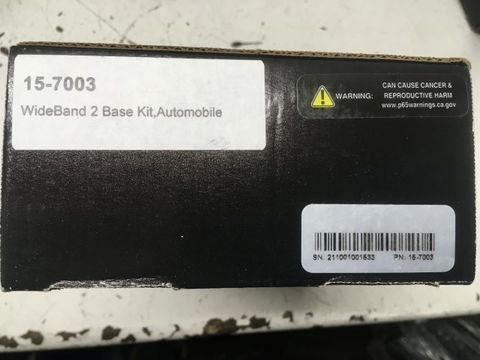 15-7003
WideBand 2 Base Kit,Automobile
WARNING:
CAN CAUSE CANCER &
REPRODUCTIVE HARM
www.p65warnings.ca.gov
SN: 211001001533 PN: 15-7003